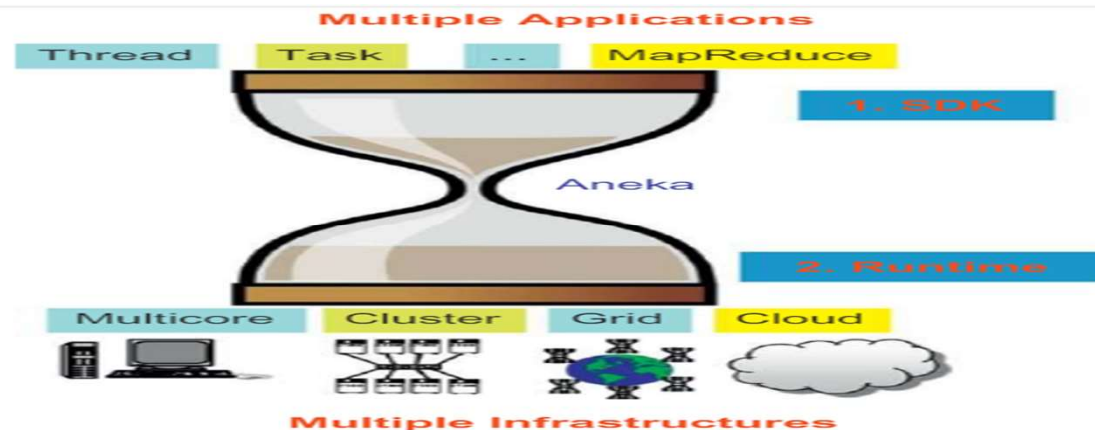 Multiple Applications
Thread Task ... MapReduce
1. SDK
Aneka
2. Runtime
Multicore Cluster Grid Cloud
Multiple Infrastructures